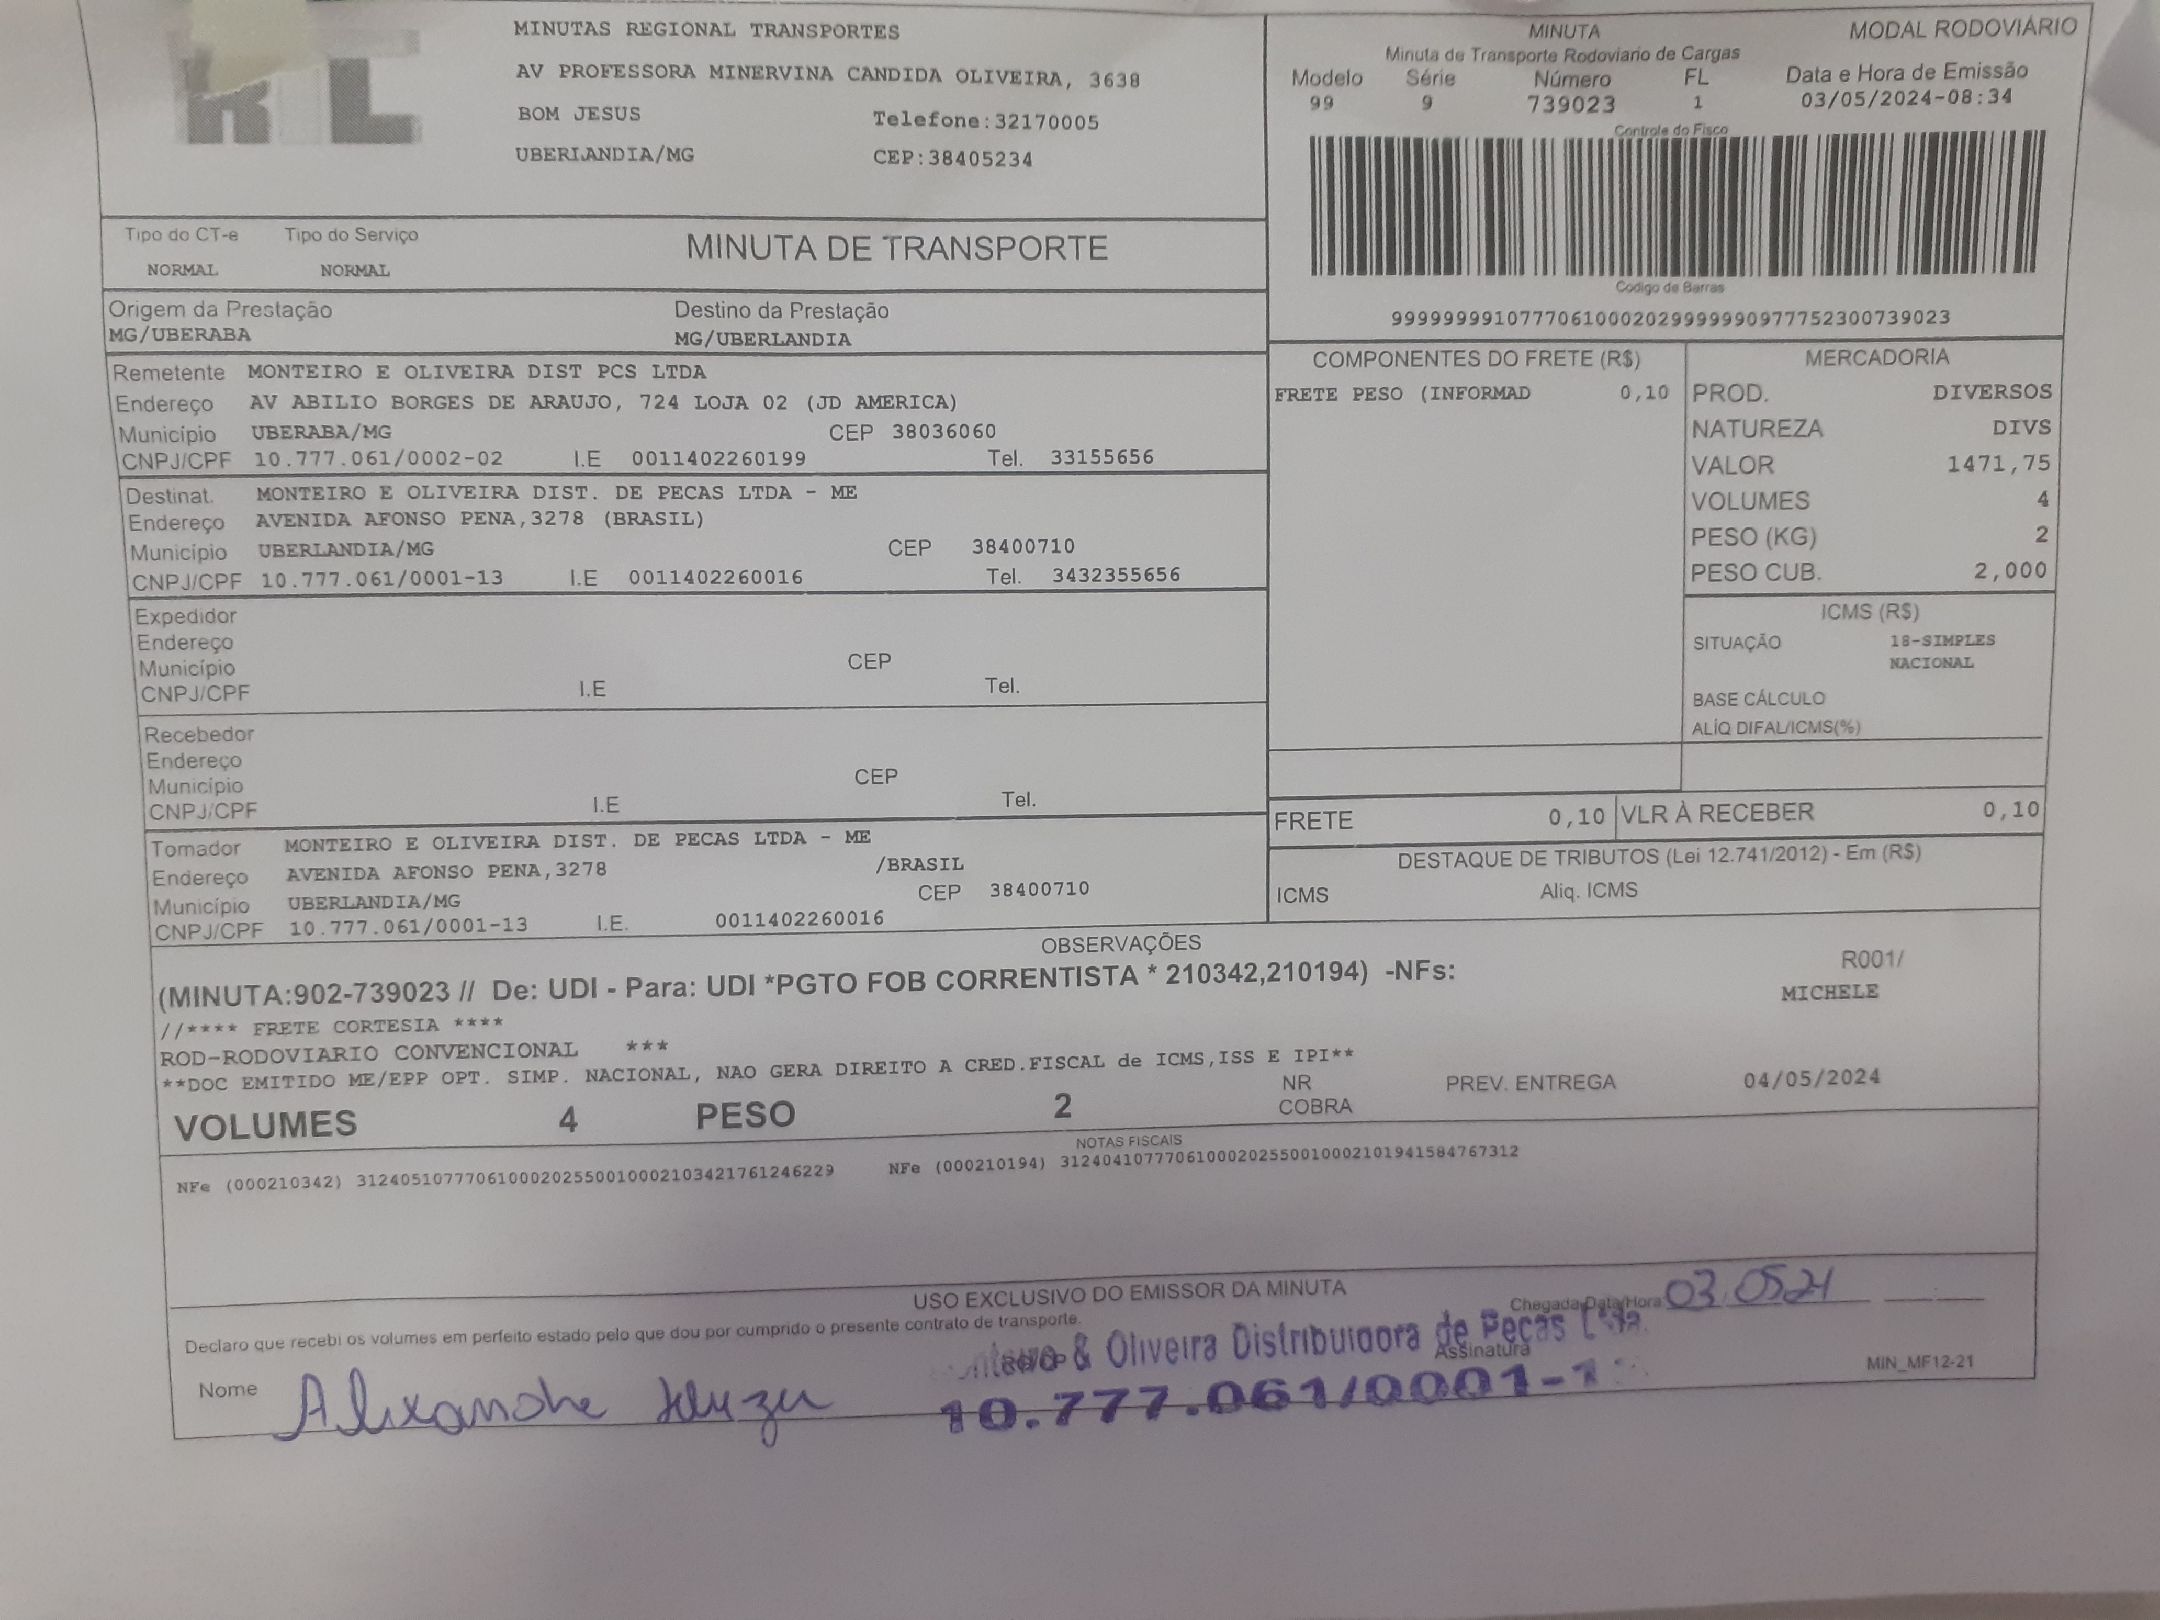 RL
MINUTAS REGIONAL TRANSPORTES
AV PROFESSORA MINERVINA CANDIDA OLIVEIRA, 3638
BOM JESUS Telefone:32170005
UBERLANDIA/MG CEP:38405234
MINUTA MODAL RODOVIÁRIO
Minuta de Transporte Rodoviario de Cargas
Modelo Série Número FL Data e Hora de Emissão
99 9 739023 1 03/05/2024-08:34
Controle do Fisco
Codigo de Barras
99999999107770610002029999990977752300739023
Tipo do CT-e Tipo do Serviço MINUTA DE TRANSPORTE
NORMAL NORMAL
Origem da Prestação Destino da Prestação
MG/UBERABA MG/UBERLANDIA
Remetente MONTEIRO E OLIVEIRA DIST PCS LTDA
Endereço AV ABILIO BORGES DE ARAUJO, 724 LOJA 02 (JD AMERICA)
Município UBERABA/MG CEP 38036060
CNPJ/CPF 10.777.061/0002-02 I.E 0011402260199 Tel. 33155656
Destinat. MONTEIRO E OLIVEIRA DIST. DE PECAS LTDA - ME
Endereço AVENIDA AFONSO PENA,3278 (BRASIL)
Município UBERLANDIA/MG CEP 38400710
CNPJ/CPF 10.777.061/0001-13 I.E 0011402260016 Tel. 3432355656
Expedidor
Endereço
Município CEP
CNPJ/CPF I.E Tel.
Recebedor
Endereço
Município CEP
CNPJ/CPF I.E Tel.
Tomador MONTEIRO E OLIVEIRA DIST. DE PECAS LTDA - ME
Endereço AVENIDA AFONSO PENA,3278 /BRASIL
Município UBERLANDIA/MG CEP 38400710
CNPJ/CPF 10.777.061/0001-13 I.E. 0011402260016
COMPONENTES DO FRETE (R$)
FRETE PESO (INFORMAD 0,10
MERCADORIA
PROD. DIVERSOS
NATUREZA DIVS
VALOR 1471,75
VOLUMES 4
PESO (KG) 2
PESO CUB. 2,000
ICMS (R$)
SITUAÇÃO 18-SIMPLES
NACIONAL
BASE CÁLCULO
ALÍQ DIFAL/ICMS(%)
FRETE 0,10 VLR À RECEBER 0,10
DESTAQUE DE TRIBUTOS (Lei 12.741/2012) - Em (R$)
ICMS Aliq. ICMS
OBSERVAÇÕES
(MINUTA:902-739023 // De: UDI - Para: UDI *PGTO FOB CORRENTISTA * 210342,210194) -NFs:
R001/
MICHELE
//**** FRETE CORTESIA ****
ROD-RODOVIARIO CONVENCIONAL ***
**DOC EMITIDO ME/EPP OPT. SIMP. NACIONAL, NAO GERA DIREITO A CRED.FISCAL de ICMS,ISS E IPI**
NR COBRA PREV. ENTREGA 04/05/2024
VOLUMES 4 PESO 2
NOTAS FISCAIS
NFe (000210342) 31240510777061000202550010002103421761246229 NFe (000210194) 31240410777061000202550010002101941584767312
USO EXCLUSIVO DO EMISSOR DA MINUTA
Declaro que recebi os volumes em perfeito estado pelo que dou por cumprido o presente contrato de transporte.
Chegada Data/Hora 03.05.24
Oliveira Distribuidora de Peças Ltda.
Assinatura
10.777.061/0001-1
MIN_MF12-21
Nome Alexandre